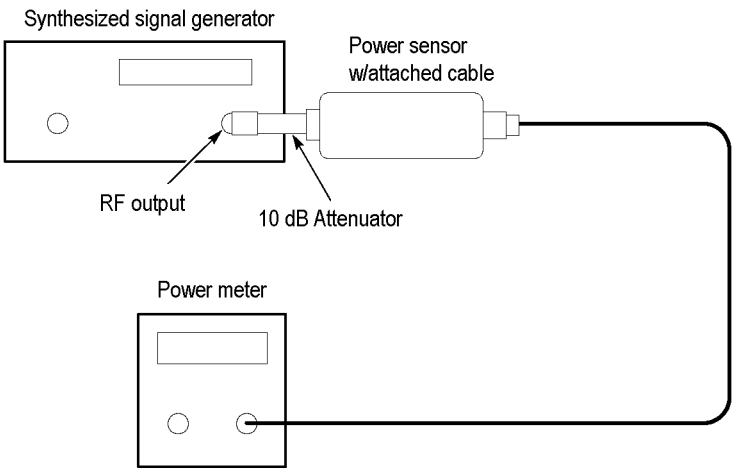 Synthesized signal generator
Power sensor
w/attached cable
RF output
10 dB Attenuator
Power meter